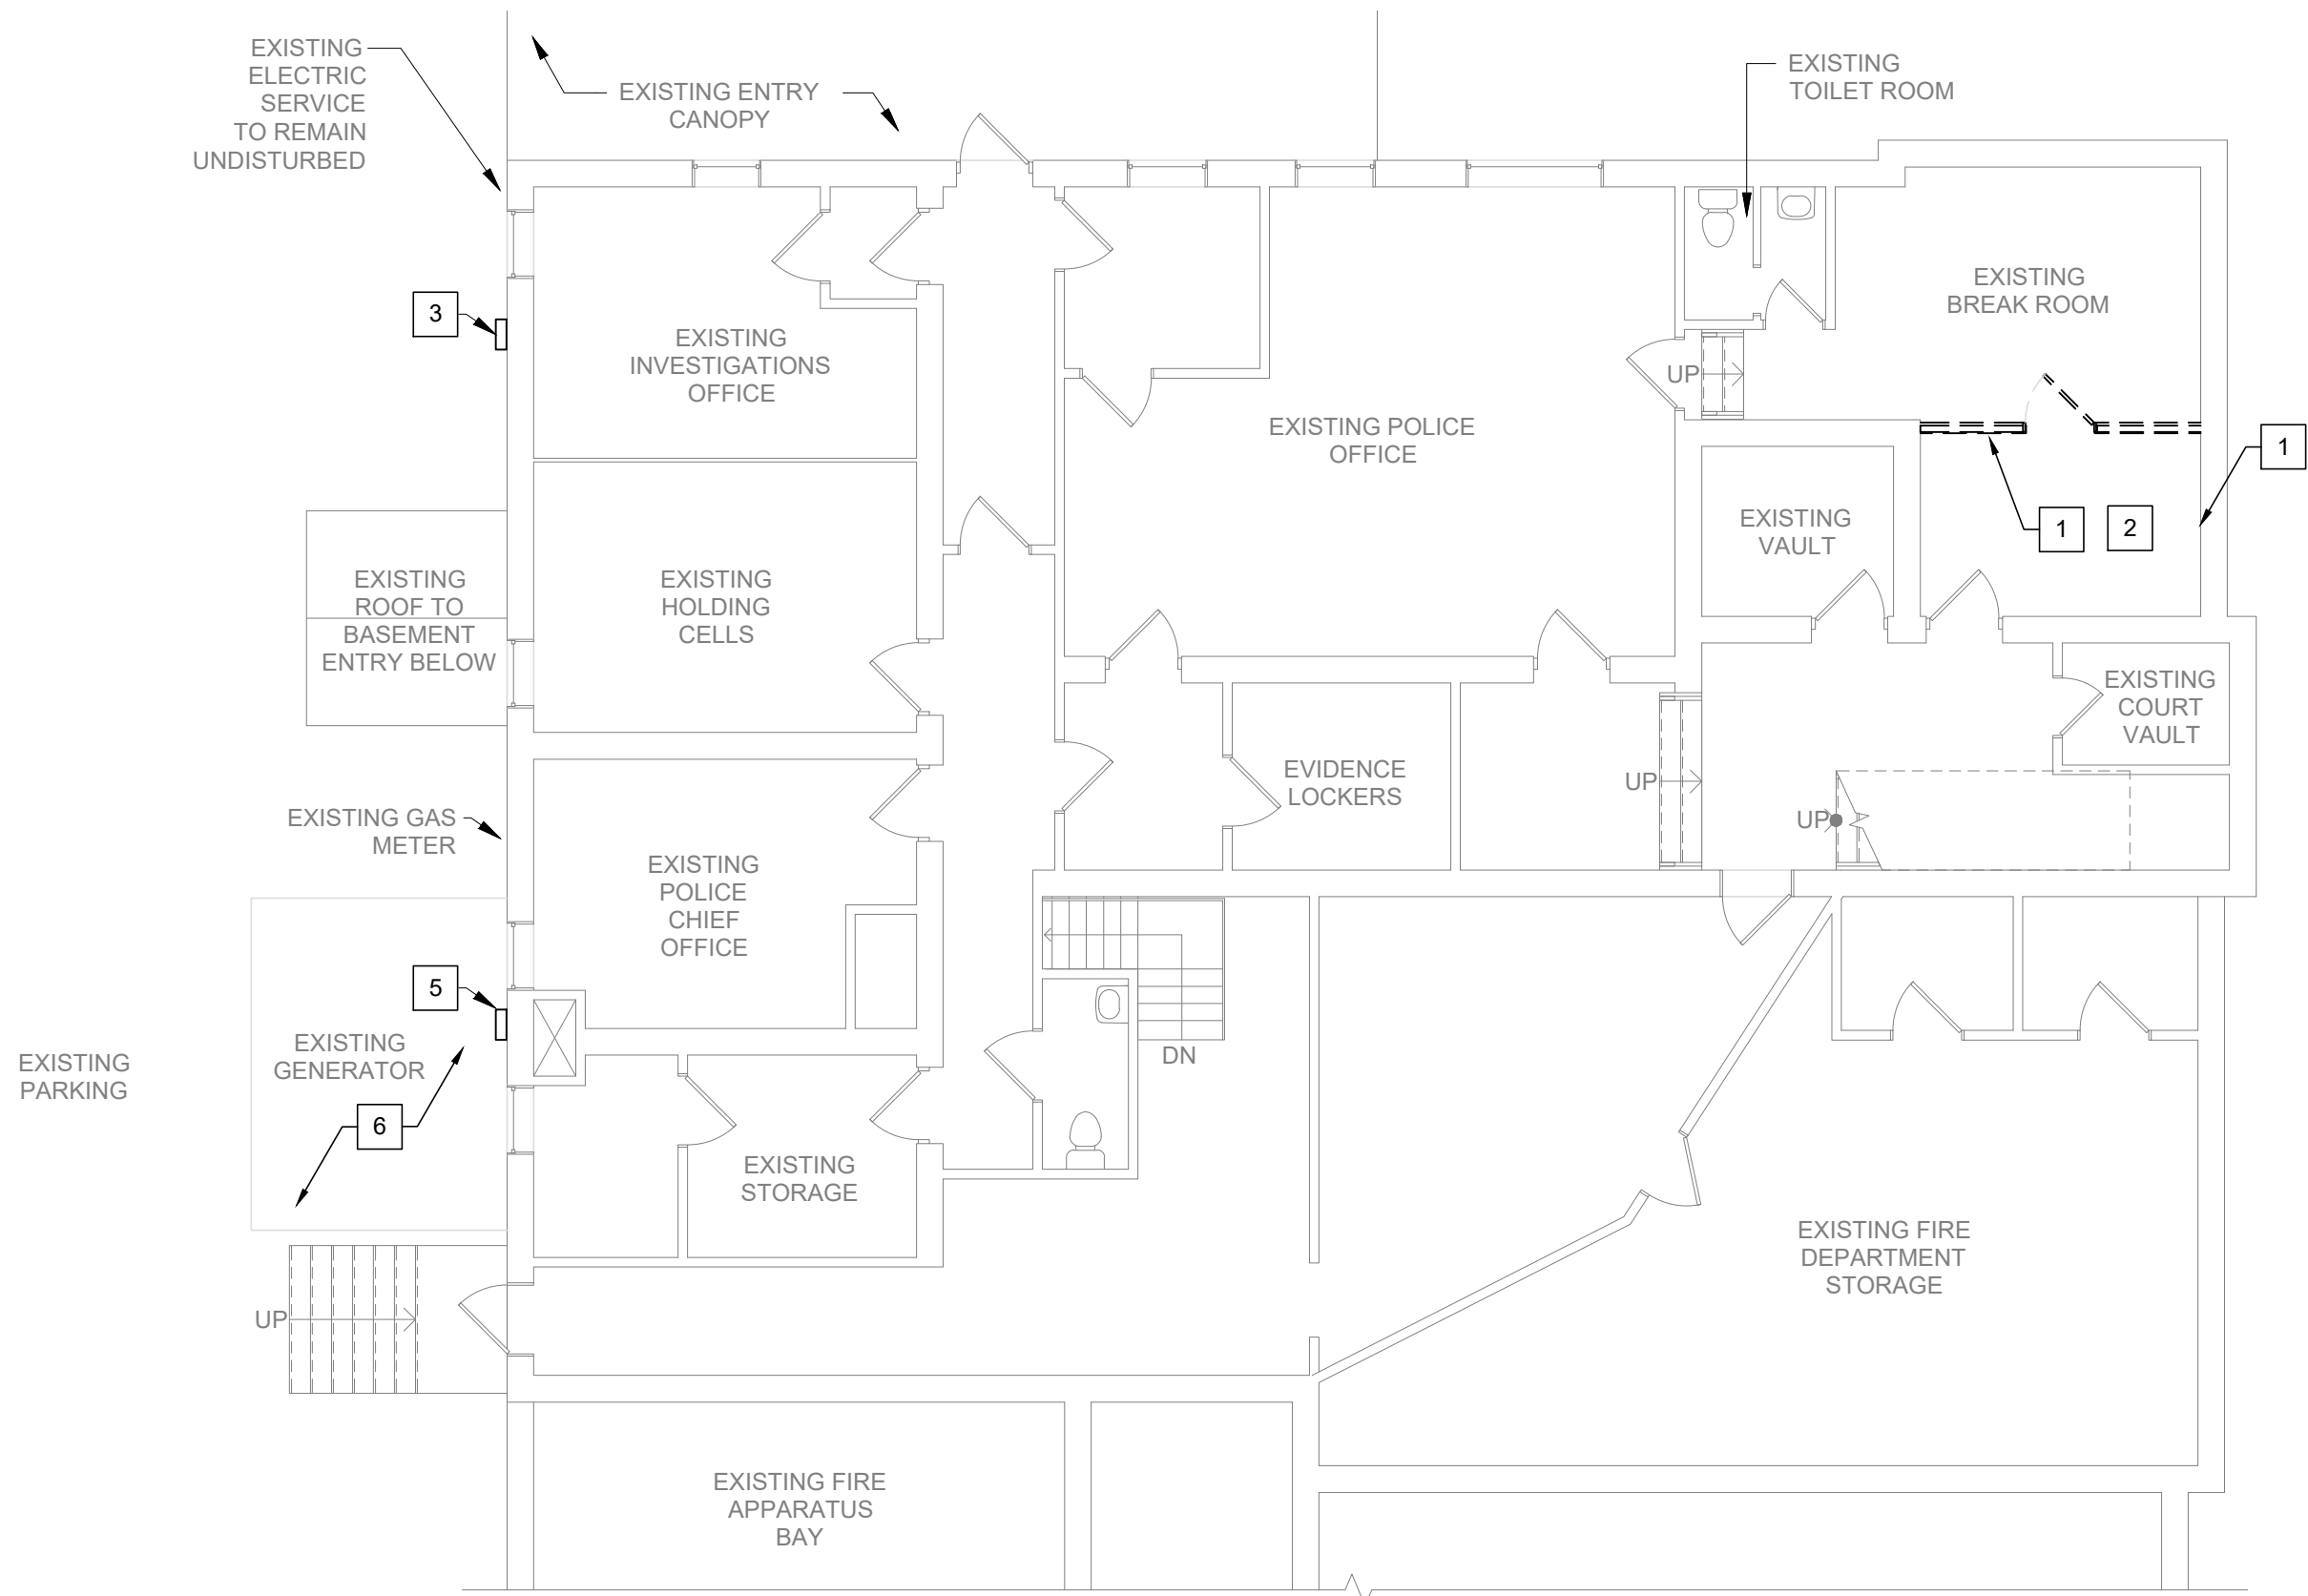 EXISTING
ELECTRIC
SERVICE
TO REMAIN
UNDISTURBED
EXISTING ENTRY
CANOPY
EXISTING
TOILET ROOM
3
EXISTING
INVESTIGATIONS
OFFICE
EXISTING POLICE
OFFICE
UP
EXISTING
BREAK ROOM
1
1
2
EXISTING
VAULT
EXISTING
ROOF TO
BASEMENT
ENTRY BELOW
EXISTING
HOLDING
CELLS
EXISTING
COURT
VAULT
EVIDENCE
LOCKERS
UP
UP
EXISTING GAS
METER
EXISTING
POLICE
CHIEF
OFFICE
5
EXISTING
GENERATOR
EXISTING
PARKING
6
DN
EXISTING
STORAGE
EXISTING FIRE
DEPARTMENT
STORAGE
UP
EXISTING FIRE
APPARATUS
BAY